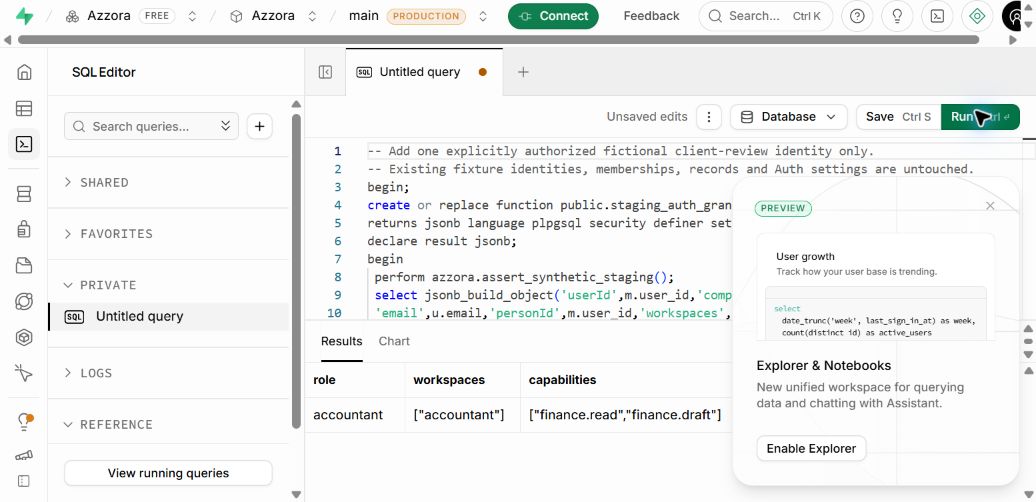 Azzora FREE / Azzora / main PRODUCTION Connect Feedback Search... Ctrl K
SQL Editor
SQL Untitled query
Search queries...
Unsaved edits Database Save Ctrl S Run
SHARED
FAVORITES
PRIVATE
SQL Untitled query
LOGS
REFERENCE
View running queries
1 -- Add one explicitly authorized fictional client-review identity only.
2 -- Existing fixture identities, memberships, records and Auth settings are untouched.
3 begin;
4 create or replace function public.staging_auth_gran
5 returns jsonb language plpgsql security definer set
6 declare result jsonb;
7 begin
8 perform azzora.assert_synthetic_staging();
9 select jsonb_build_object('userId',m.user_id,'comp
10 'email',u.email,'personId',m.user_id,'workspaces',
Results Chart
role workspaces capabilities
accountant ["accountant"] ["finance.read","finance.draft"]
PREVIEW
User growth
Track how your user base is trending.
select
date_trunc('week', last_sign_in_at) as week,
count(distinct id) as active_users
Explorer & Notebooks
New unified workspace for querying
data and chatting with Assistant.
Enable Explorer